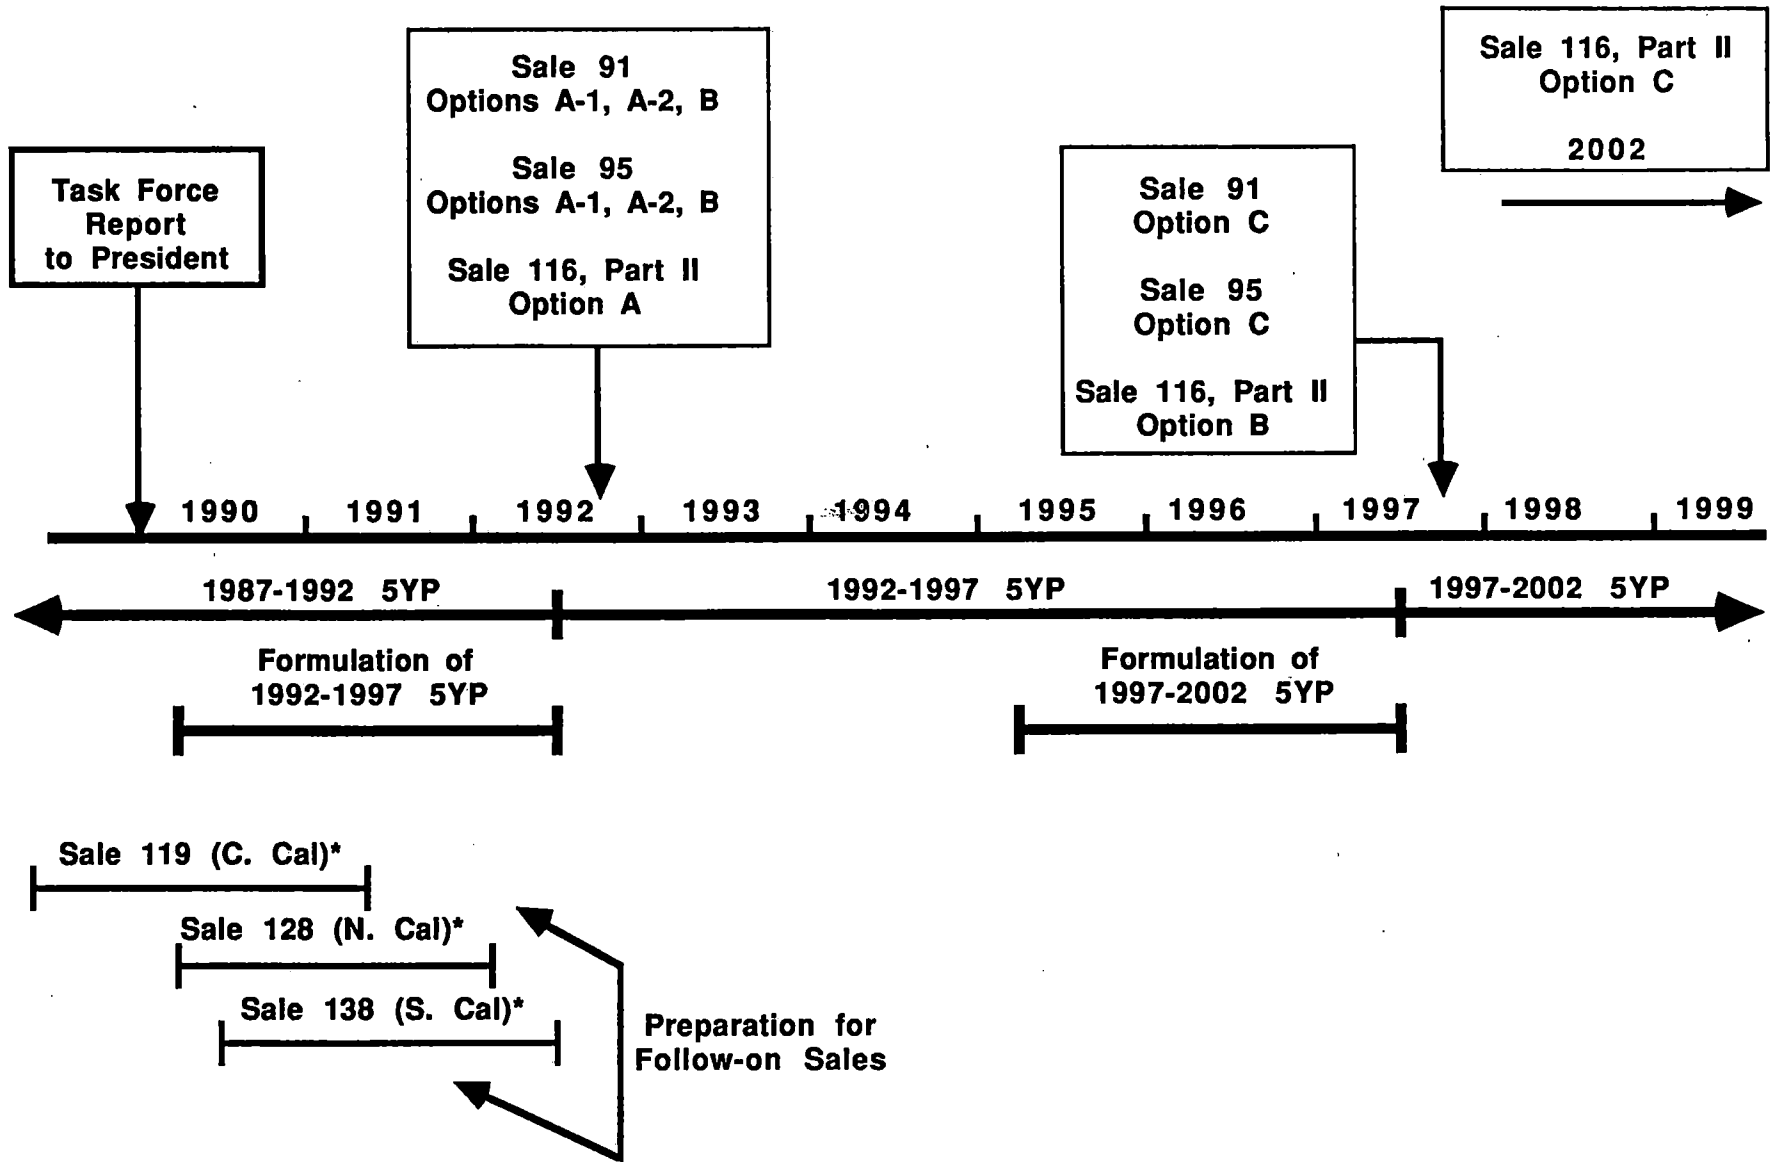 Sale 116, Part II
Option C
2002
Sale 91
Options A-1, A-2, B
Sale 95
Options A-1, A-2, B
Sale 116, Part II
Option A
Task Force
Report
to President
Sale 91
Option C
Sale 95
Option C
Sale 116, Part II
Option B
1990 1991 1992 1993 1994 1995 1996 1997 1998 1999
1987-1992 5YP 1992-1997 5YP 1997-2002 5YP
Formulation of
1992-1997 5YP
Formulation of
1997-2002 5YP
Sale 119 (C. Cal)*
Sale 128 (N. Cal)*
Sale 138 (S. Cal)*
Preparation for
Follow-on Sales